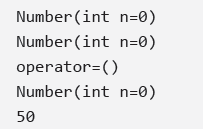 Number(int n=0)
Number(int n=0)
operator=()
Number(int n=0)
50